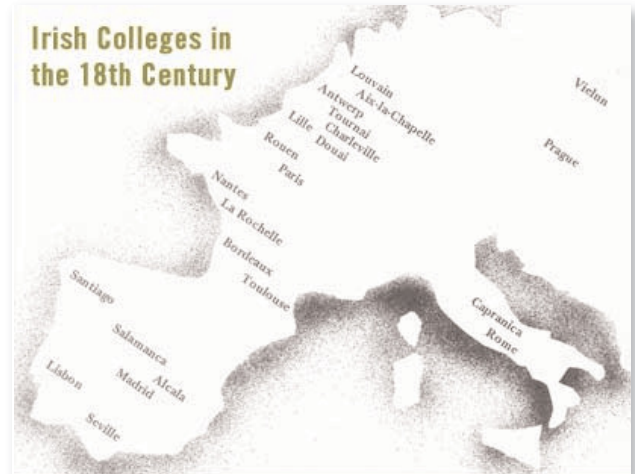 Irish Colleges in
the 18th Century
Louvain
Aix-la-Chapelle
Antwerp
Tournai
Charleville
Lille
Douai
Rouen
Paris
Vielun
Prague
Nantes
La Rochelle
Bordeaux
Toulouse
Santiago
Salamanca
Alcala
Madrid
Lisbon
Seville
Capranica
Rome